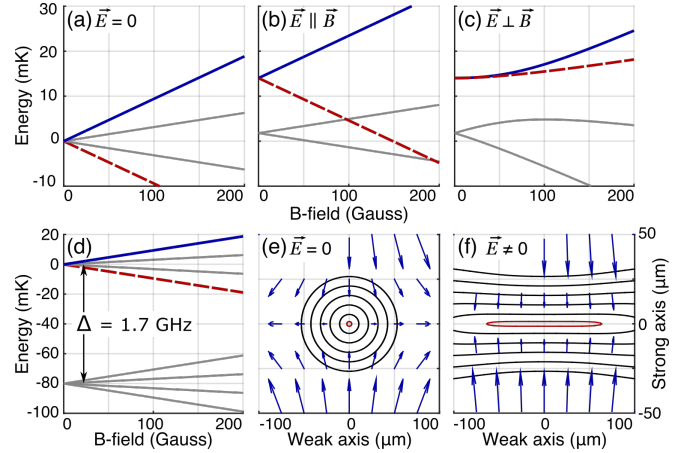 (a) E⃗ = 0
(b) E⃗ ∥ B⃗
(c) E⃗ ⊥ B⃗
Energy (mK)
30
20
10
0
-10
0 100 200
0 100 200
0 100 200
B-field (Gauss)
(d)
Energy (mK)
20
0
-20
-40
-60
-80
-100
Δ = 1.7 GHz
0 100 200
B-field (Gauss)
(e) E⃗ = 0
-100 0 100
Weak axis (μm)
(f) E⃗ ≠ 0
-100 0 100
Weak axis (μm)
50
0
-50
Strong axis (μm)